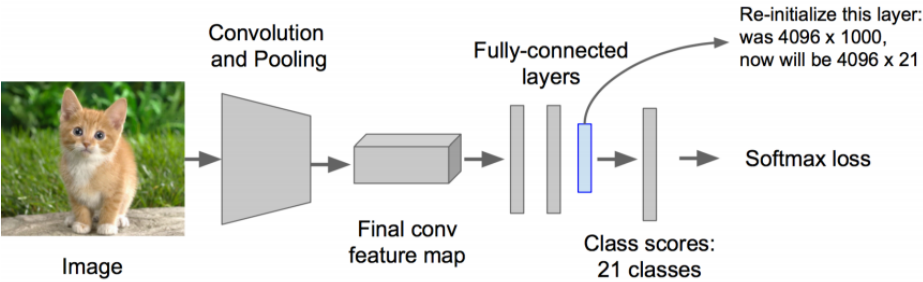 Convolution
and Pooling
Fully-connected
layers
Re-initialize this layer:
was 4096 x 1000,
now will be 4096 x 21
Softmax loss
Final conv
feature map
Class scores:
21 classes
Image